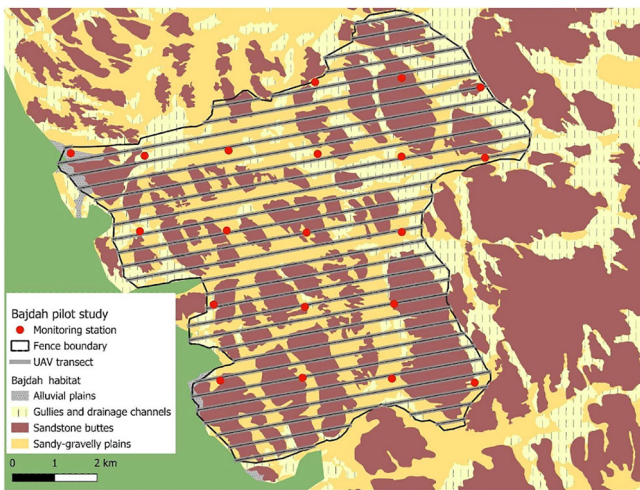 Bajdah pilot study
Monitoring station
Fence boundary
UAV transect
Bajdah habitat
Alluvial plains
Gullies and drainage channels
Sandstone buttes
Sandy-gravelly plains
0 1 2 km